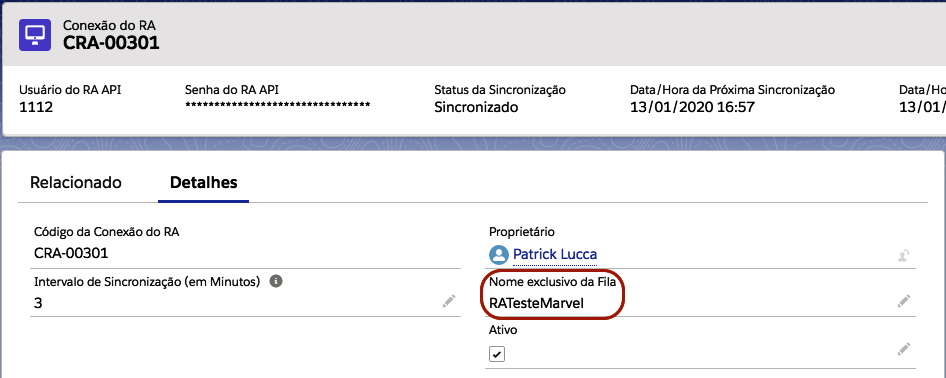 Conexão do RA
CRA-00301
Usuário do RA API
Senha do RA API
Status da Sincronização
Data/Hora da Próxima Sincronização
Data/Ho
1112
*********************************
Sincronizado
13/01/2020 16:57
13/01/
Relacionado
Detalhes
Código da Conexão do RA
CRA-00301
Proprietário
Patrick Lucca
Intervalo de Sincronização (em Minutos)
3
Nome exclusivo da Fila
RATesteMarvel
Ativo